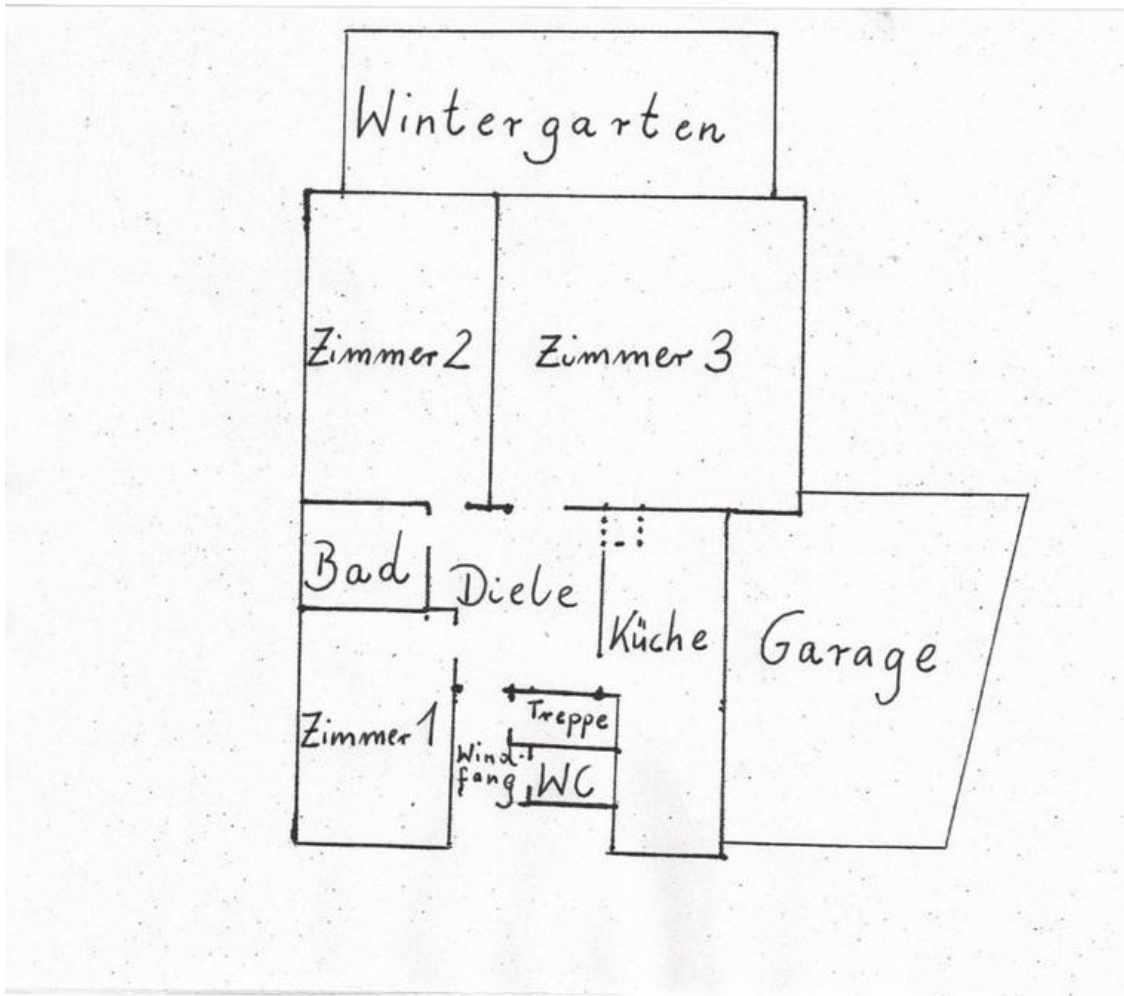 Wintergarten
Zimmer 2
Zimmer 3
Bad
Diele
Küche
Garage
Zimmer 1
Treppe
Wind-
fang
WC